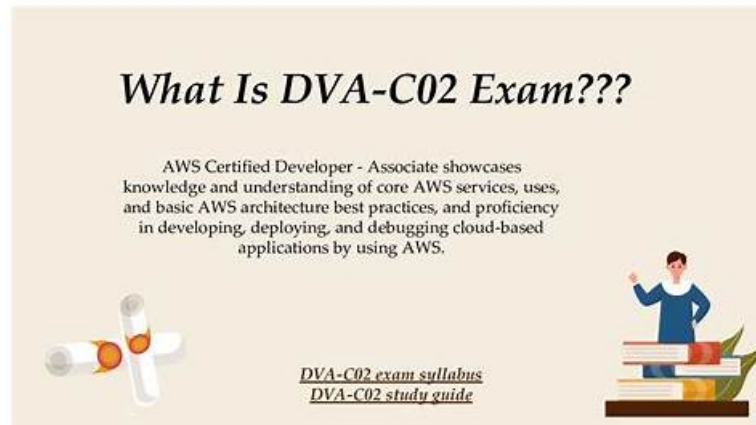 What Is DVA-C02 Exam???
AWS Certified Developer - Associate showcases
knowledge and understanding of core AWS services, uses,
and basic AWS architecture best practices, and proficiency
in developing, deploying, and debugging cloud-based
applications by using AWS.
DVA-C02 exam syllabus
DVA-C02 study guide